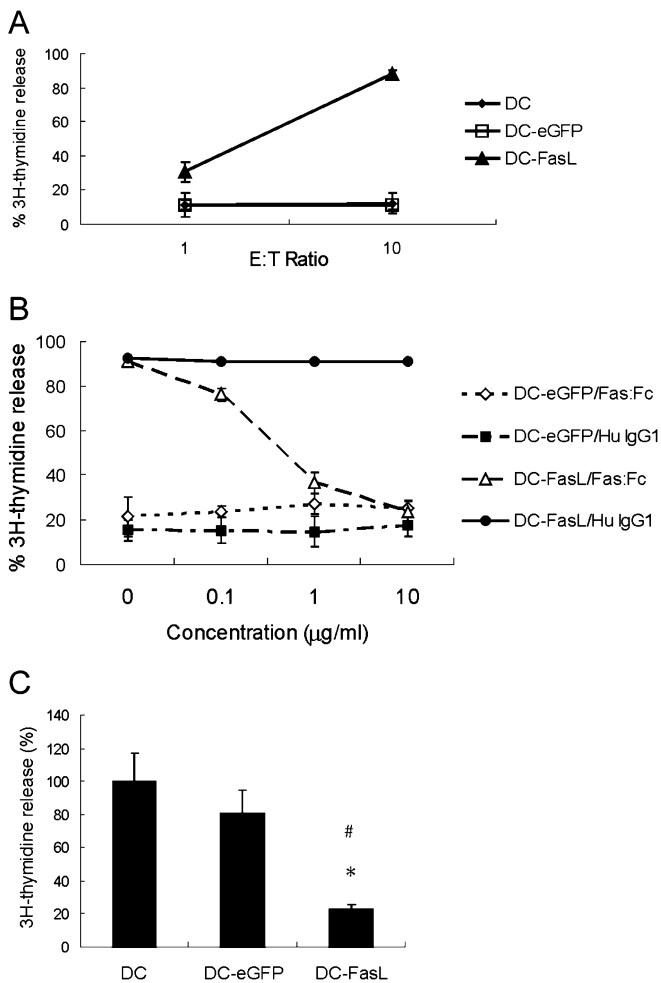 A
% 3H-thymidine release
100
80
60
40
20
0
1
10
E:T Ratio
DC
DC-eGFP
DC-FasL
B
% 3H-thymidine release
100
80
60
40
20
0
0
0.1
1
10
Concentration (μg/ml)
DC-eGFP/Fas:Fc
DC-eGFP/Hu IgG1
DC-FasL/Fas:Fc
DC-FasL/Hu IgG1
C
3H-thymidine release (%)
140
120
100
80
60
40
20
0
#
*
DC
DC-eGFP
DC-FasL